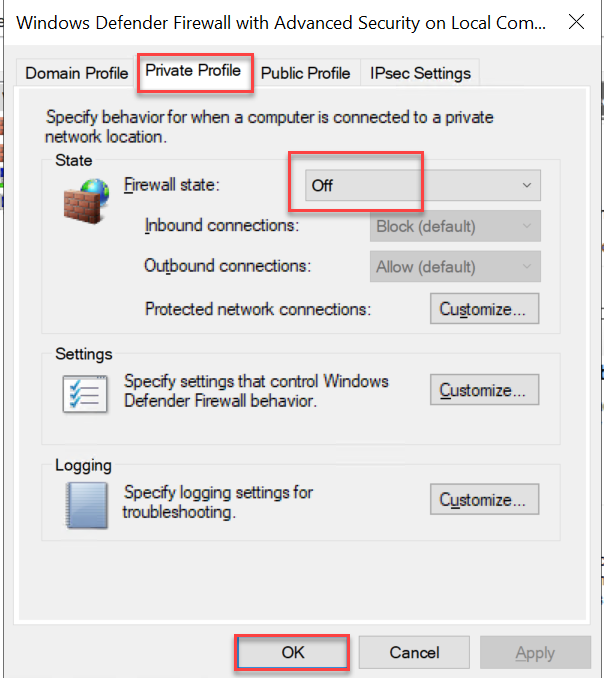 Windows Defender Firewall with Advanced Security on Local Com...
Domain Profile Private Profile Public Profile IPsec Settings
Specify behavior for when a computer is connected to a private
network location.
State
Firewall state: Off
Inbound connections: Block (default)
Outbound connections: Allow (default)
Protected network connections: Customize...
Settings
Specify settings that control Windows
Defender Firewall behavior.
Customize...
Logging
Specify logging settings for
troubleshooting.
Customize...
OK Cancel Apply